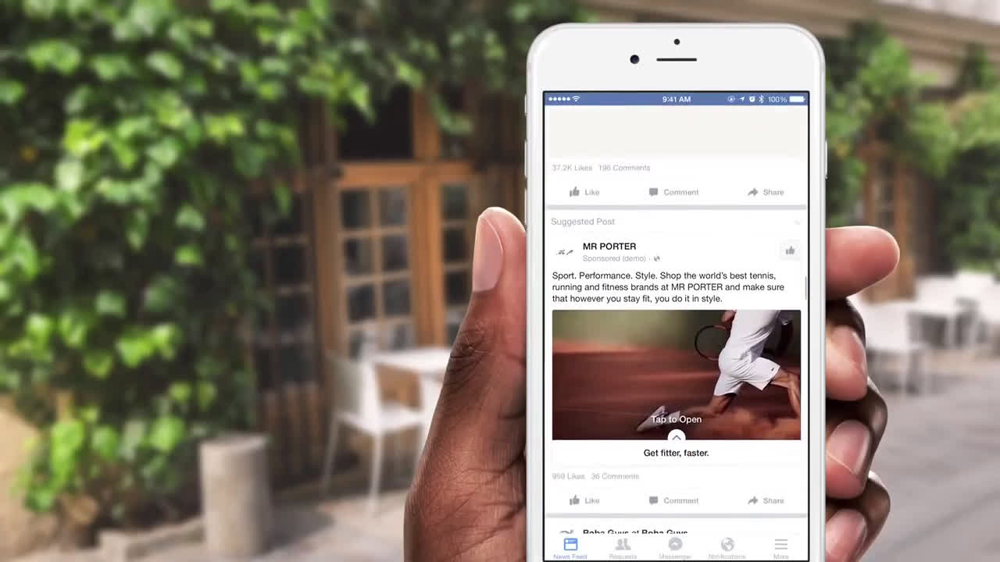 9:41 AM 100%
37.2K Likes 196 Comments
Like Comment Share
Suggested Post
MR PORTER
Sponsored (demo) ·
Sport. Performance. Style. Shop the world's best tennis,
running and fitness brands at MR PORTER and make sure
that however you stay fit, you do it in style.
Tap to Open
Get fitter, faster.
959 Likes 36 Comments
Like Comment Share
Boba Guys at Boba Guys
News Feed Requests Messenger Notifications More